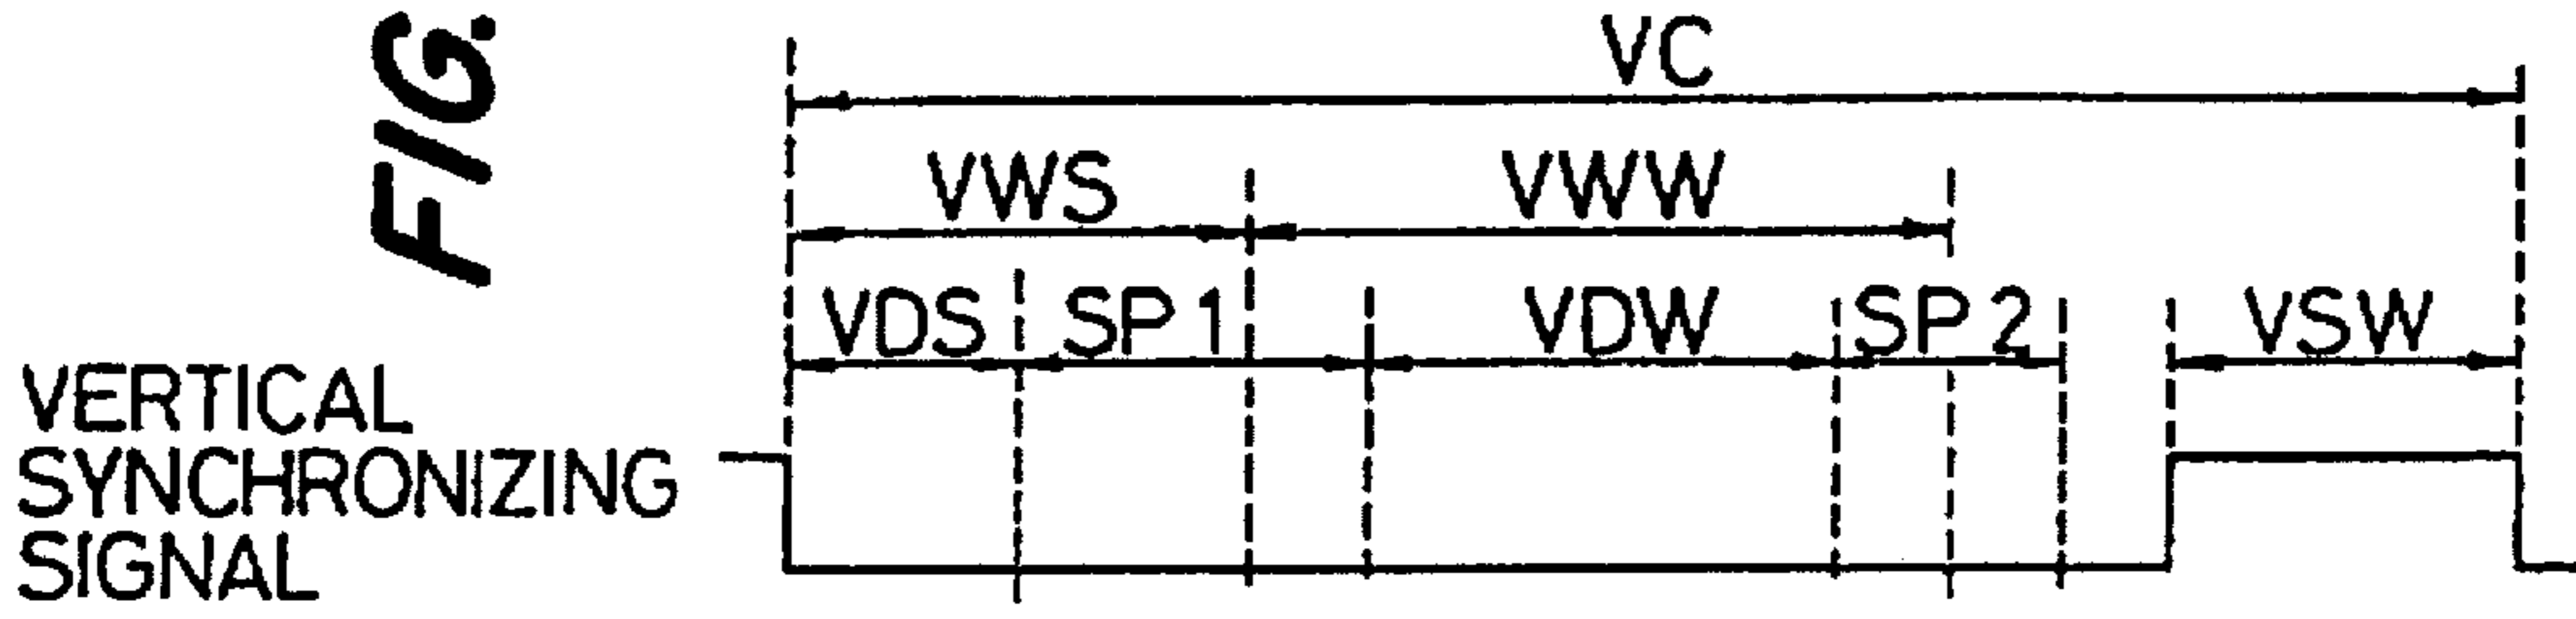 FIG.
VC
VWS VWW
VDS SP1 VDW SP2 VSW
VERTICAL
SYNCHRONIZING
SIGNAL